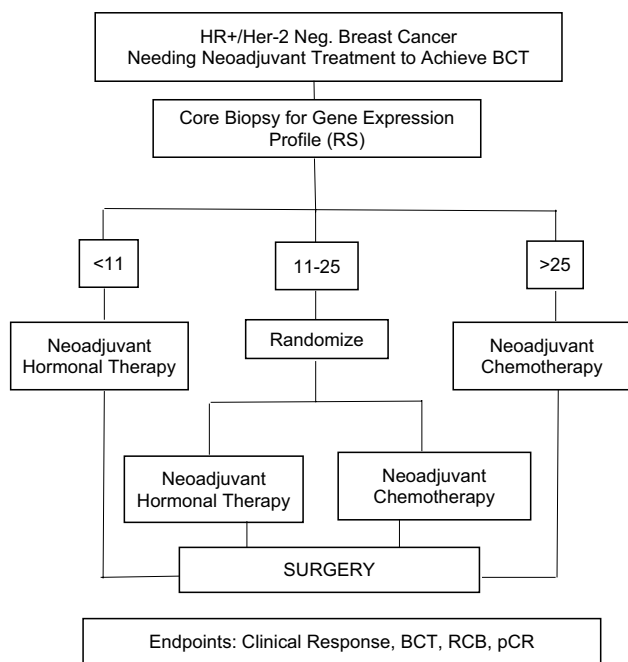 HR+/Her-2 Neg. Breast Cancer
Needing Neoadjuvant Treatment to Achieve BCT
Core Biopsy for Gene Expression
Profile (RS)
<11
11-25
>25
Neoadjuvant
Hormonal Therapy
Randomize
Neoadjuvant
Chemotherapy
Neoadjuvant
Hormonal Therapy
Neoadjuvant
Chemotherapy
SURGERY
Endpoints: Clinical Response, BCT, RCB, pCR